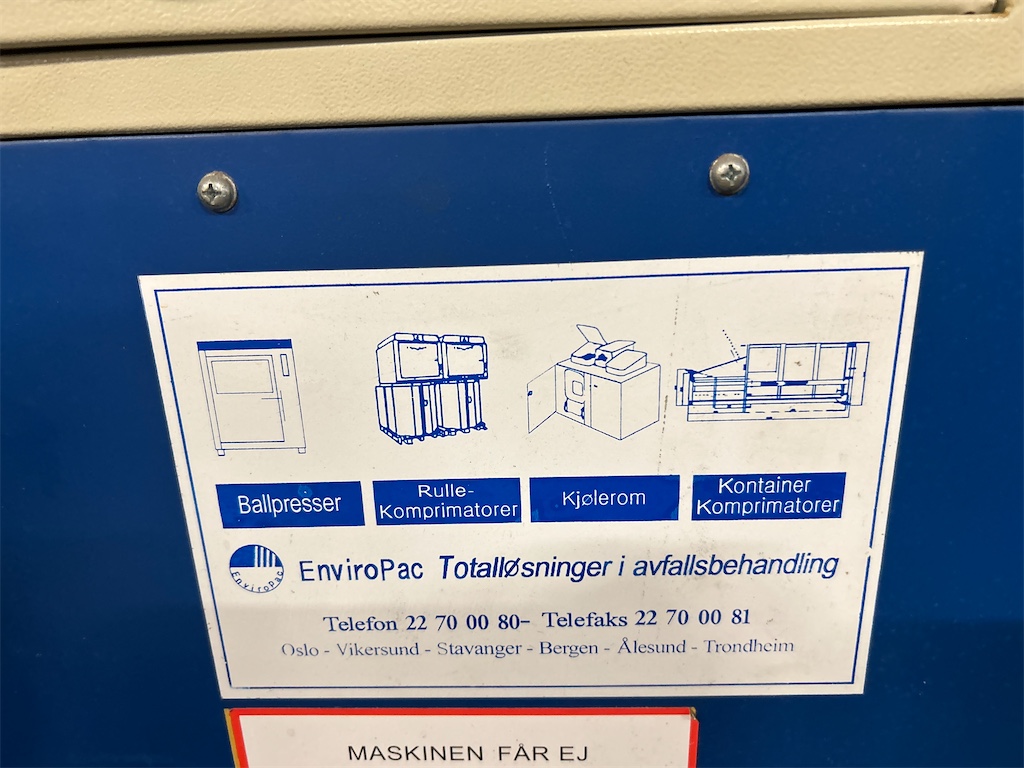 Ballpresser
Rulle-
Komprimatorer
Kjølerom
Kontainer
Komprimatorer
EnviroPac
EnviroPac Totalløsninger i avfallsbehandling
Telefon 22 70 00 80- Telefaks 22 70 00 81
Oslo - Vikersund - Stavanger - Bergen - Ålesund - Trondheim
MASKINEN FÅR EJ